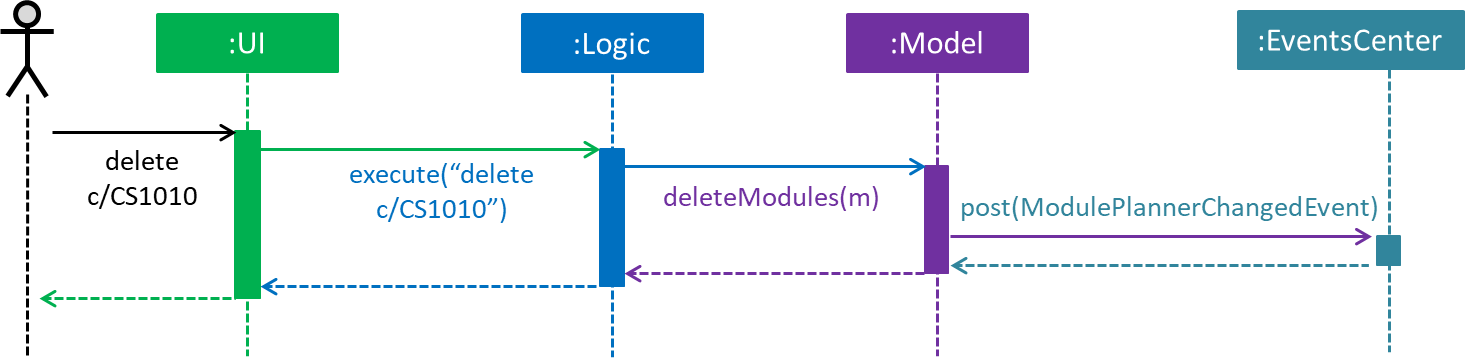 :UI
:Logic
:Model
:EventsCenter
delete
c/CS1010
execute(“delete
c/CS1010”)
deleteModules(m)
post(ModulePlannerChangedEvent)